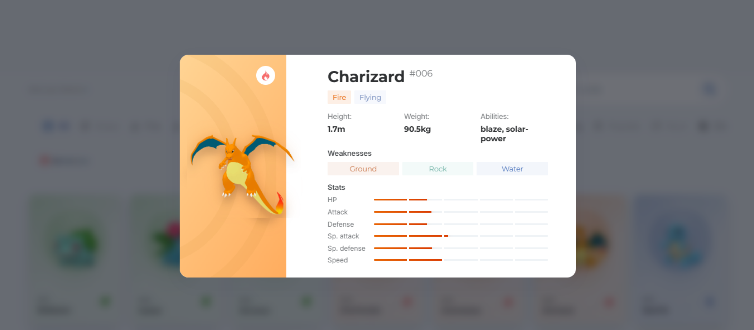 Charizard #006
Fire Flying
Height: Weight: Abilities:
1.7m 90.5kg blaze, solar-
power
Weaknesses
Ground Rock Water
Stats
HP
Attack
Defense
Sp. attack
Sp. defense
Speed